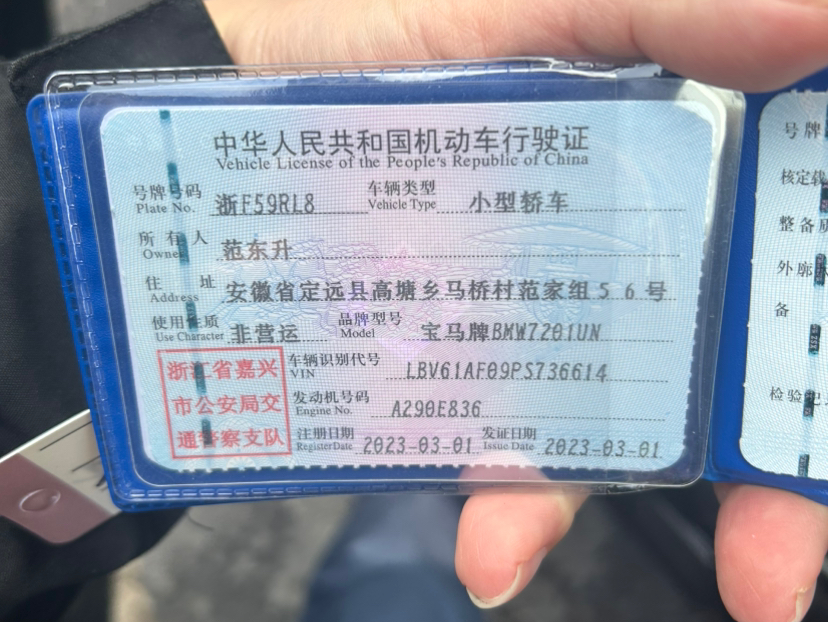 中华人民共和国机动车行驶证
Vehicle License of the People's Republic of China
号牌号码 浙F59RL8 车辆类型 小型轿车
Plate No. Vehicle Type
所有人 范东升
Owner
住址 安徽省定远县高塘乡马桥村范家组56号
Address
使用性质 非营运 品牌型号 宝马牌BMW7201UN
Use Character Model
浙江省嘉兴
市公安局交
通警察支队
车辆识别代号 LBV61AF09PS736614
VIN
发动机号码 A290E836
Engine No.
注册日期 2023-03-01 发证日期 2023-03-01
Register Date Issue Date
号牌
核定载
整备质
外廓
备
检验记